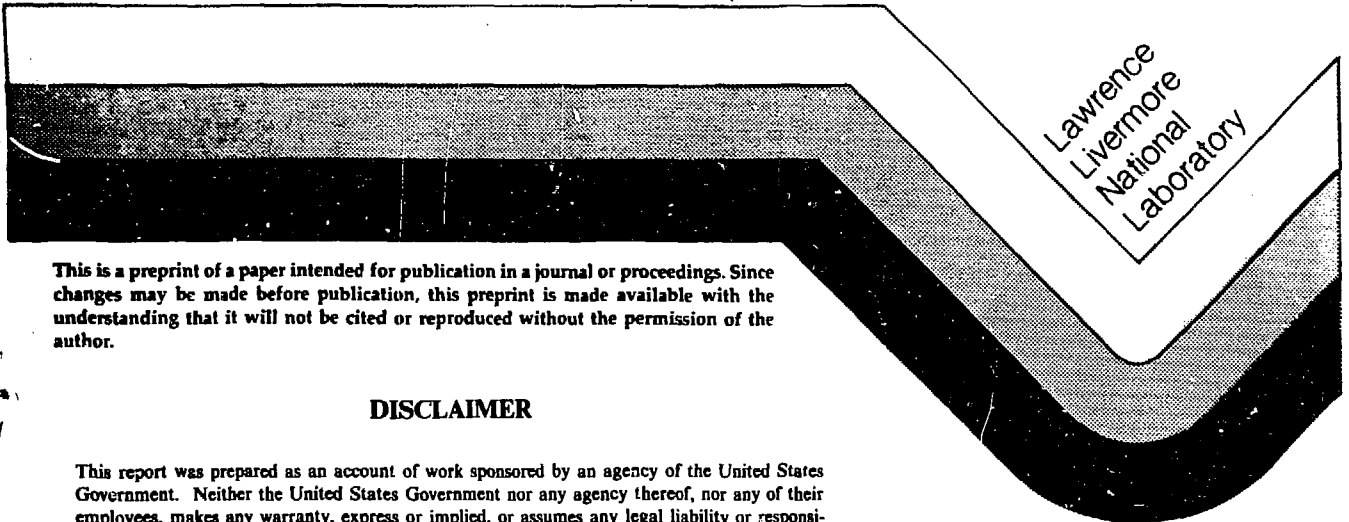 Lawrence
Livermore
National
Laboratory
This is a preprint of a paper intended for publication in a journal or proceedings. Since
changes may be made before publication, this preprint is made available with the
understanding that it will not be cited or reproduced without the permission of the
author.
DISCLAIMER
This report was prepared as an account of work sponsored by an agency of the United States
Government. Neither the United States Government nor any agency thereof, nor any of their
employees, makes any warranty, express or implied, or assumes any legal liability or responsi-